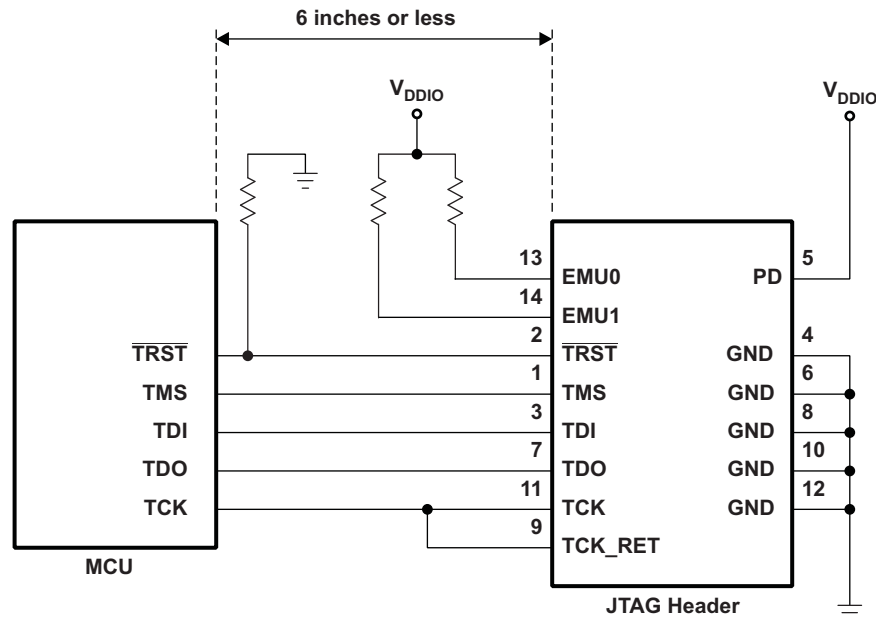 6 inches or less
VDDIO
VDDIO
13
EMU0
5
PD
14
EMU1
2
TRST
TRST
4
GND
1
TMS
TMS
6
GND
3
TDI
TDI
8
GND
7
TDO
TDO
10
GND
11
TCK
TCK
12
GND
9
TCK_RET
MCU
JTAG Header